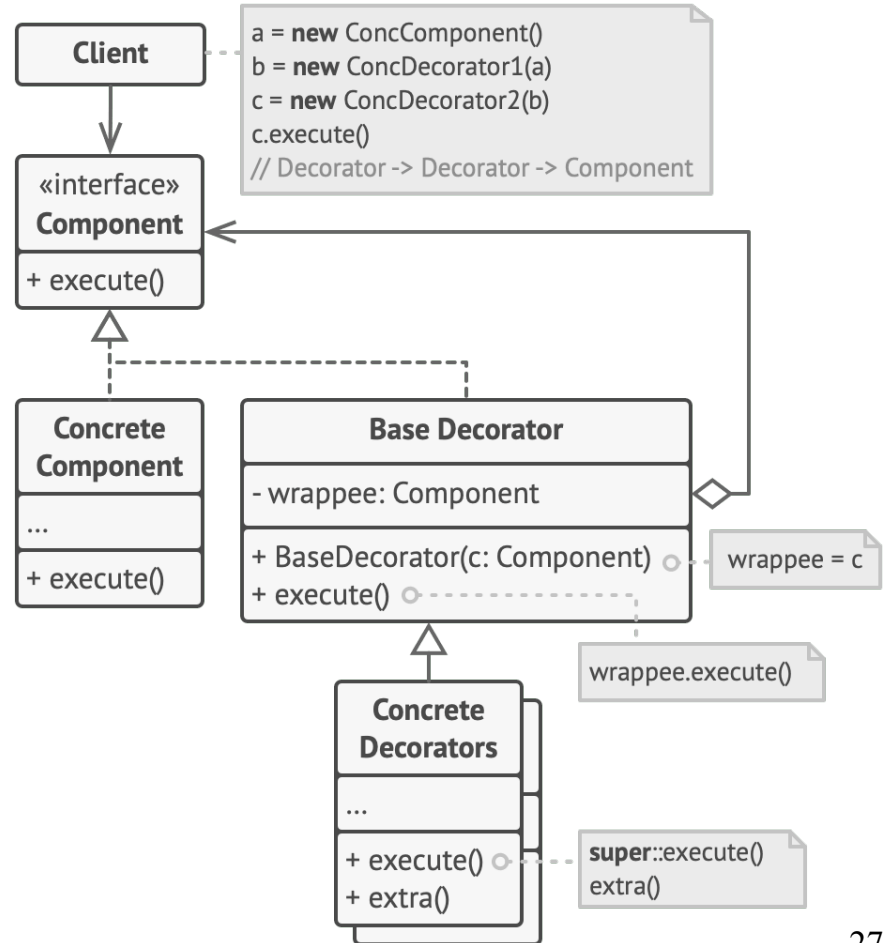 Client
a = new ConcComponent()
b = new ConcDecorator1(a)
c = new ConcDecorator2(b)
c.execute()
// Decorator -> Decorator -> Component
«interface»
Component
+ execute()
Concrete
Component
...
+ execute()
Base Decorator
- wrappee: Component
+ BaseDecorator(c: Component)
+ execute()
wrappee = c
wrappee.execute()
Concrete
Decorators
...
+ execute()
+ extra()
super::execute()
extra()
27